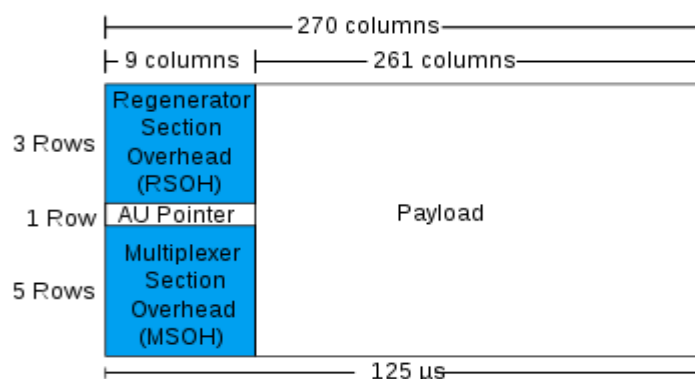 270 columns
9 columns
261 columns
Regenerator
Section
Overhead
(RSOH)
3 Rows
AU Pointer
1 Row
Payload
Multiplexer
Section
Overhead
(MSOH)
5 Rows
125 µs